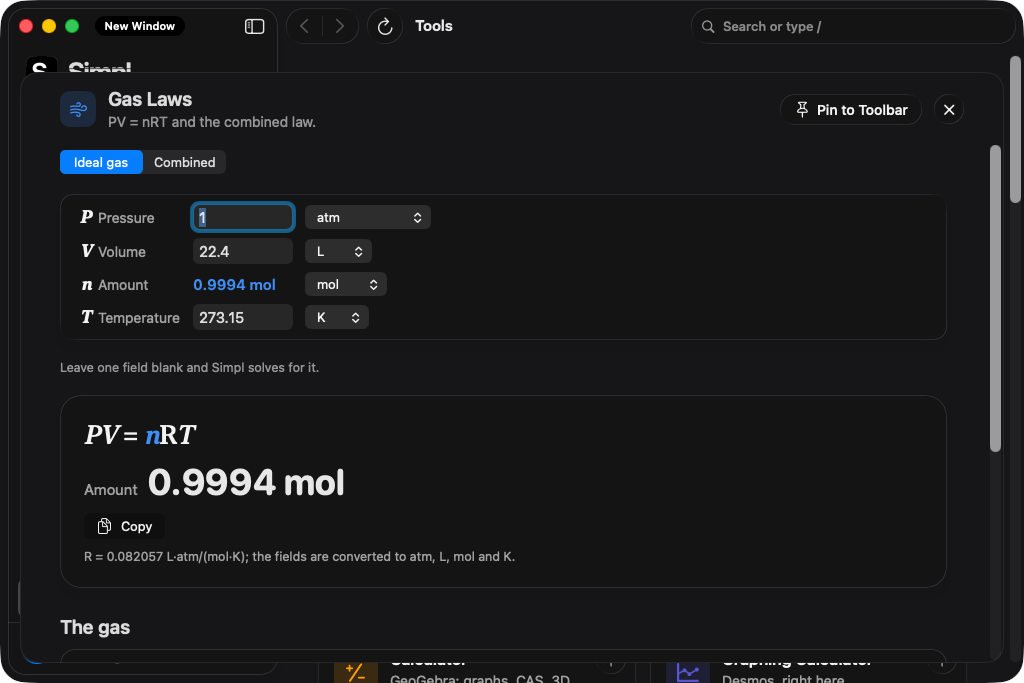 New Window
Tools
Search or type /
Simpl
Gas Laws
PV = nRT and the combined law.
Pin to Toolbar
Ideal gas
Combined
P Pressure 1 atm
V Volume 22.4 L
n Amount 0.9994 mol mol
T Temperature 273.15 K
Leave one field blank and Simpl solves for it.
PV = nRT
Amount 0.9994 mol
Copy
R = 0.082057 L·atm/(mol·K); the fields are converted to atm, L, mol and K.
The gas
Calculator
Graphing Calculator
GeoGebra: graphs, CAS, 3D
Desmos, right here